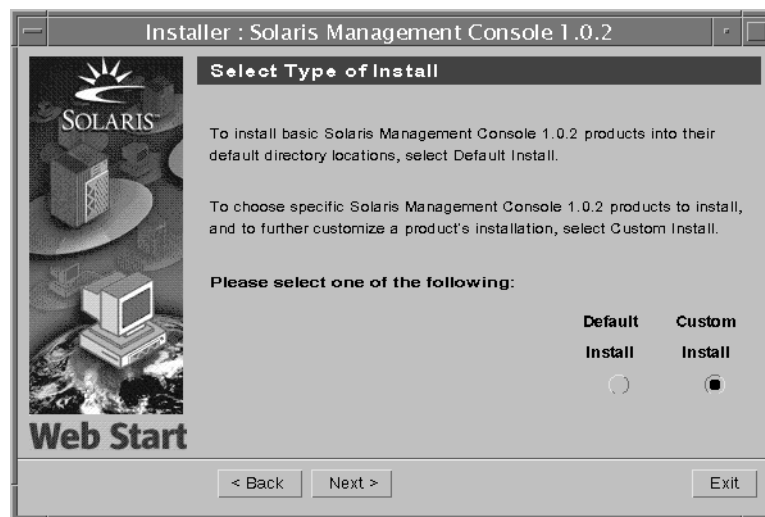 Installer : Solaris Management Console 1.0.2
SOLARIS™
Web Start
Select Type of Install
To install basic Solaris Management Console 1.0.2 products into their
default directory locations, select Default Install.
To choose specific Solaris Management Console 1.0.2 products to install,
and to further customize a product's installation, select Custom Install.
Please select one of the following:
Default Install
Custom Install
< Back
Next >
Exit